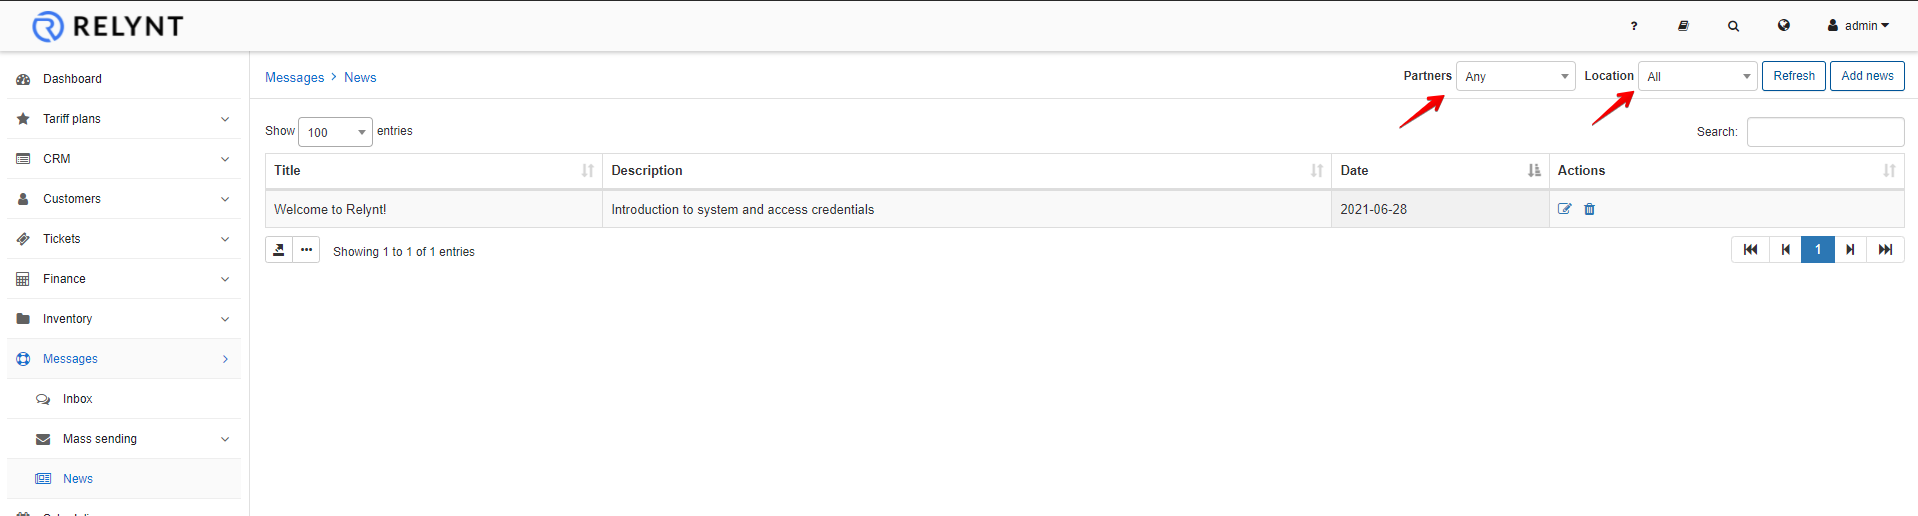 RELYNT
? admin
Dashboard
Tariff plans
CRM
Customers
Tickets
Finance
Inventory
Messages
Inbox
Mass sending
News
Messages > News
Partners Any Location All Refresh Add news
Show 100 entries
Search:
Title Description Date Actions
Welcome to Relynt! Introduction to system and access credentials 2021-06-28
Showing 1 to 1 of 1 entries
1